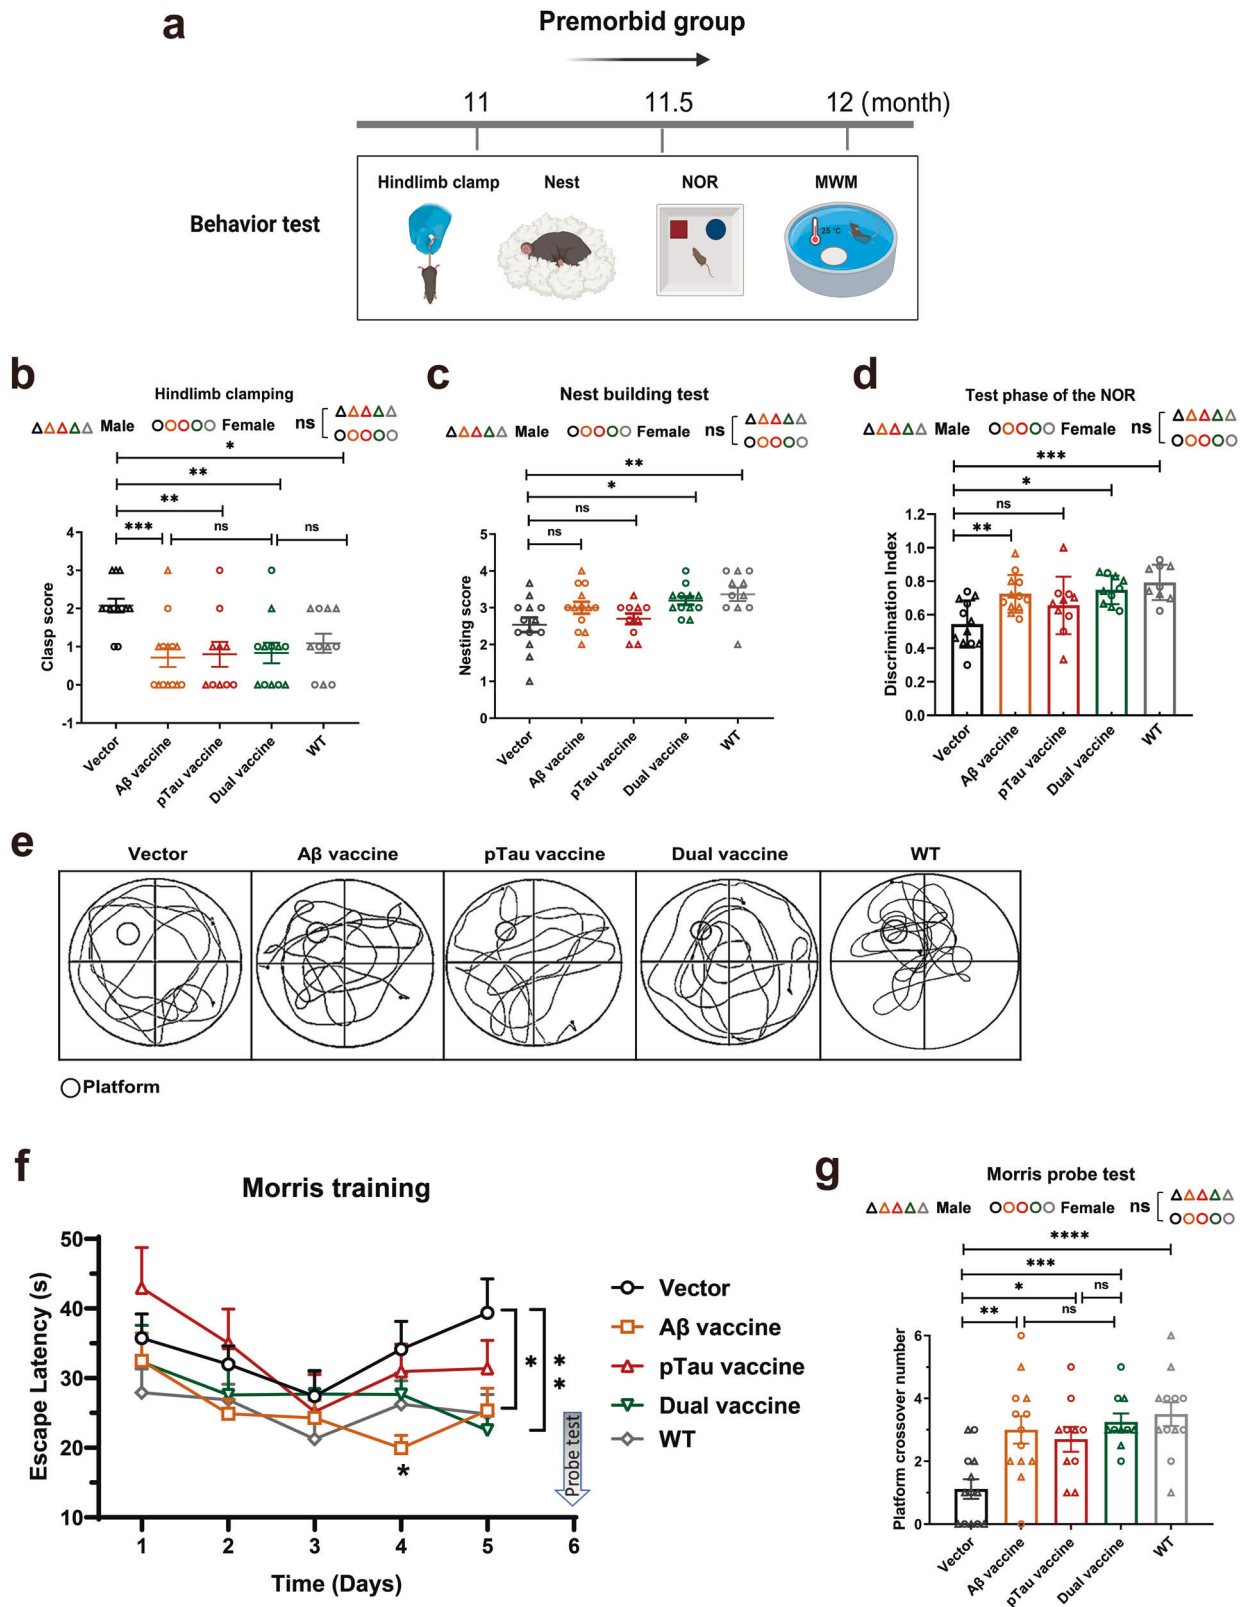 a
Premorbid group
11 11.5 12 (month)
Hindlimb clamp Nest NOR MWM
Behavior test
25 °C
b
Hindlimb clamping
Male Female ns
*
**
**
*** ns ns
Clasp score
4
3
2
1
0
-1
Vector Aβ vaccine pTau vaccine Dual vaccine WT
c
Nest building test
Male Female ns
**
*
ns
ns
Nesting score
5
4
3
2
1
0
Vector Aβ vaccine pTau vaccine Dual vaccine WT
d
Test phase of the NOR
Male Female ns
***
*
ns
**
Discrimination Index
1.2
1.0
0.8
0.6
0.4
0.2
0.0
Vector Aβ vaccine pTau vaccine Dual vaccine WT
e
Vector Aβ vaccine pTau vaccine Dual vaccine WT
Platform
f
Morris training
Escape Latency (s)
50
40
30
20
10
1 2 3 4 5 6
Time (Days)
*
*
**
Probe test
Vector
Aβ vaccine
pTau vaccine
Dual vaccine
WT
g
Morris probe test
Male Female ns
****
***
* ns
** ns
Platform crossover number
6
4
2
0
Vector Aβ vaccine pTau vaccine Dual vaccine WT